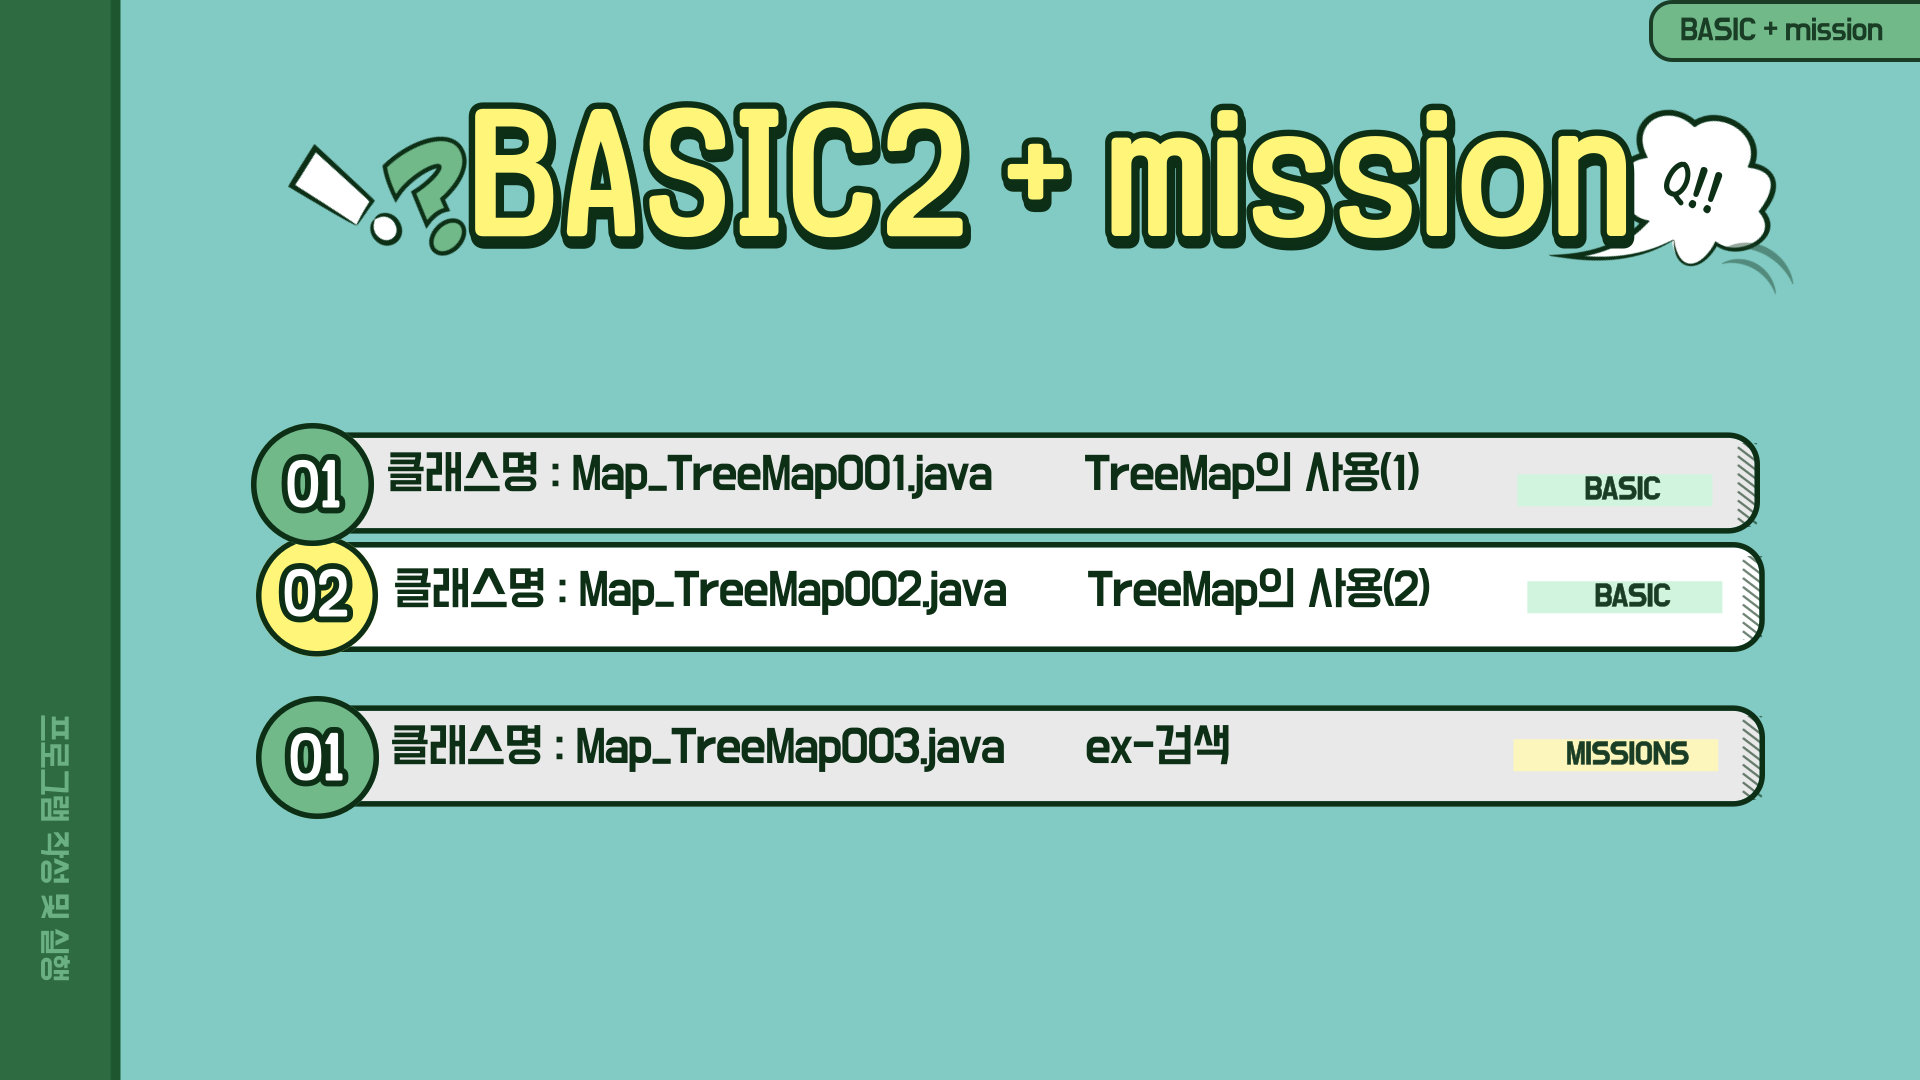 BASIC + mission
BASIC2 + mission
Q!!
01 클래스명 : Map_TreeMap001.java TreeMap의 사용(1) BASIC
02 클래스명 : Map_TreeMap002.java TreeMap의 사용(2) BASIC
01 클래스명 : Map_TreeMap003.java ex-검색 MISSIONS
프로그램 작성 및 실행